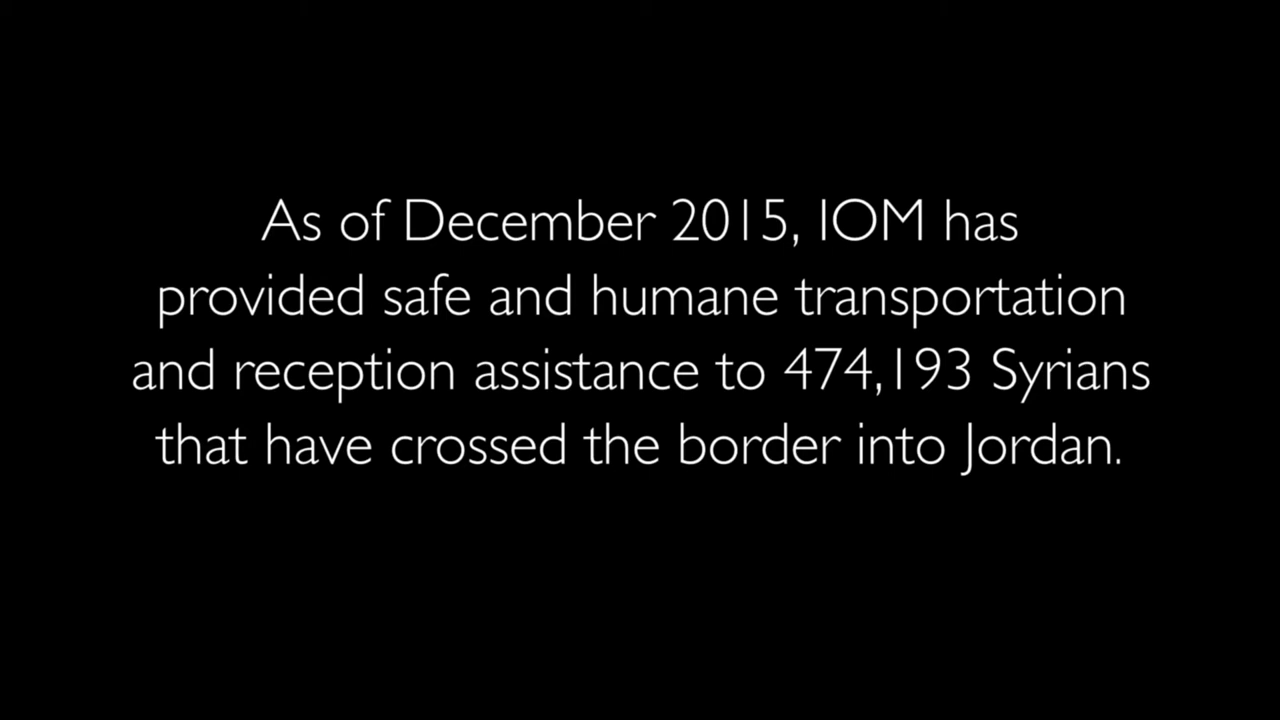 As of December 2015, IOM has
provided safe and humane transportation
and reception assistance to 474,193 Syrians
that have crossed the border into Jordan.